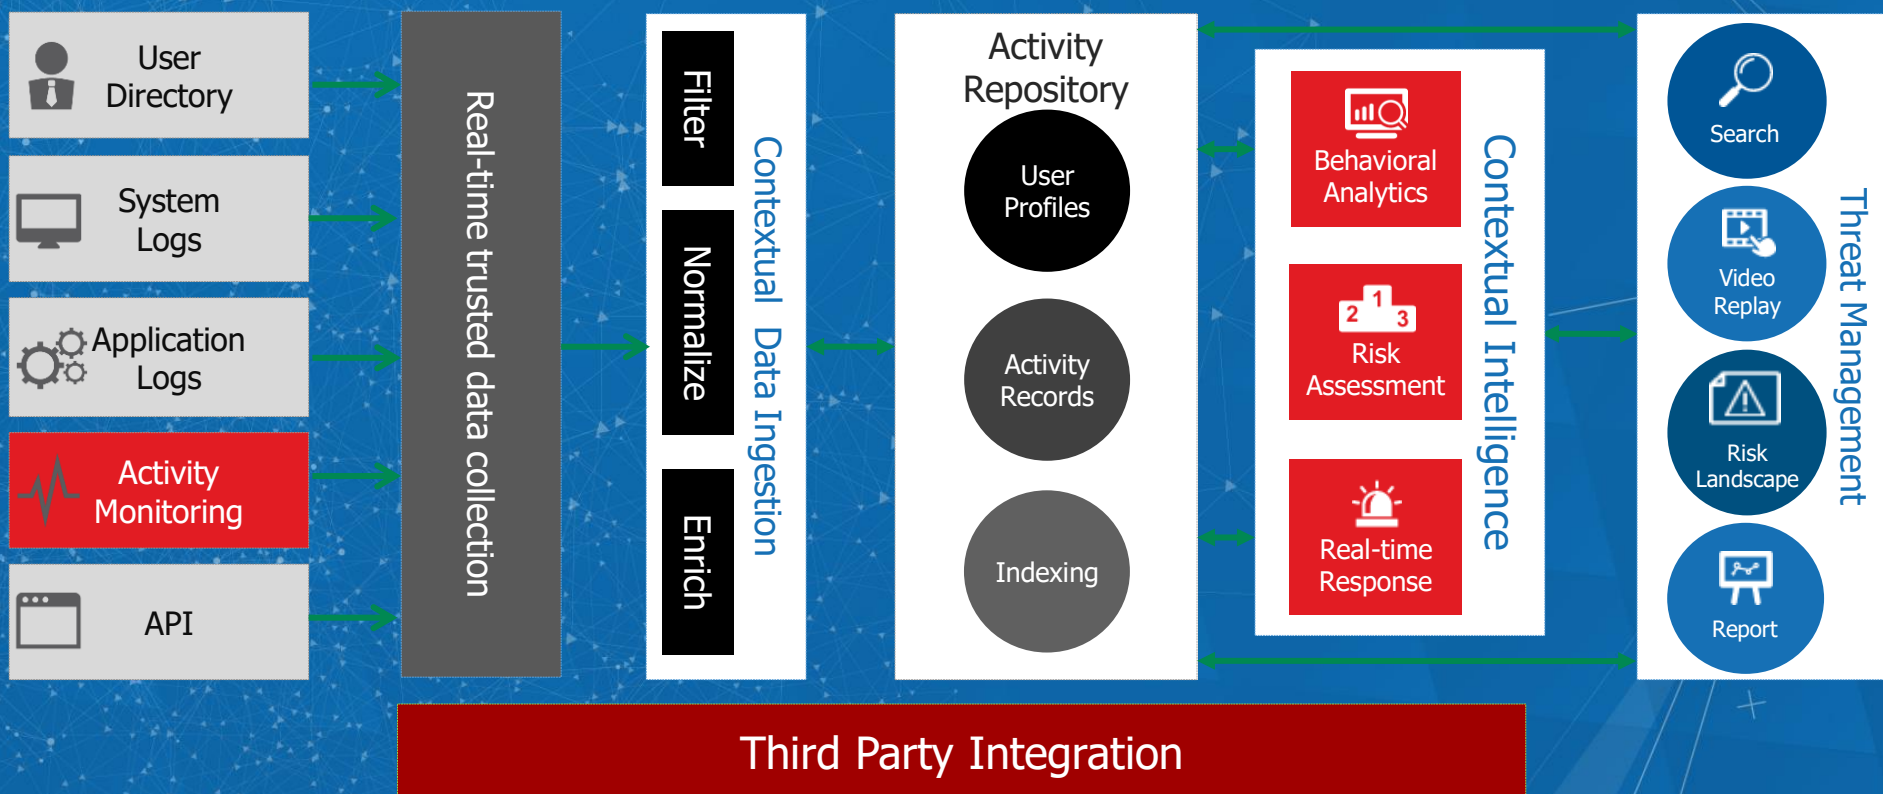 User
Directory
System
Logs
Application
Logs
Activity
Monitoring
API
Real-time trusted data collection
Filter
Normalize
Enrich
Contextual Data Ingestion
Activity
Repository
User
Profiles
Activity
Records
Indexing
Behavioral
Analytics
2 1 3
Risk
Assessment
Real-time
Response
Contextual Intelligence
Search
Video
Replay
Risk
Landscape
Report
Threat Management
Third Party Integration